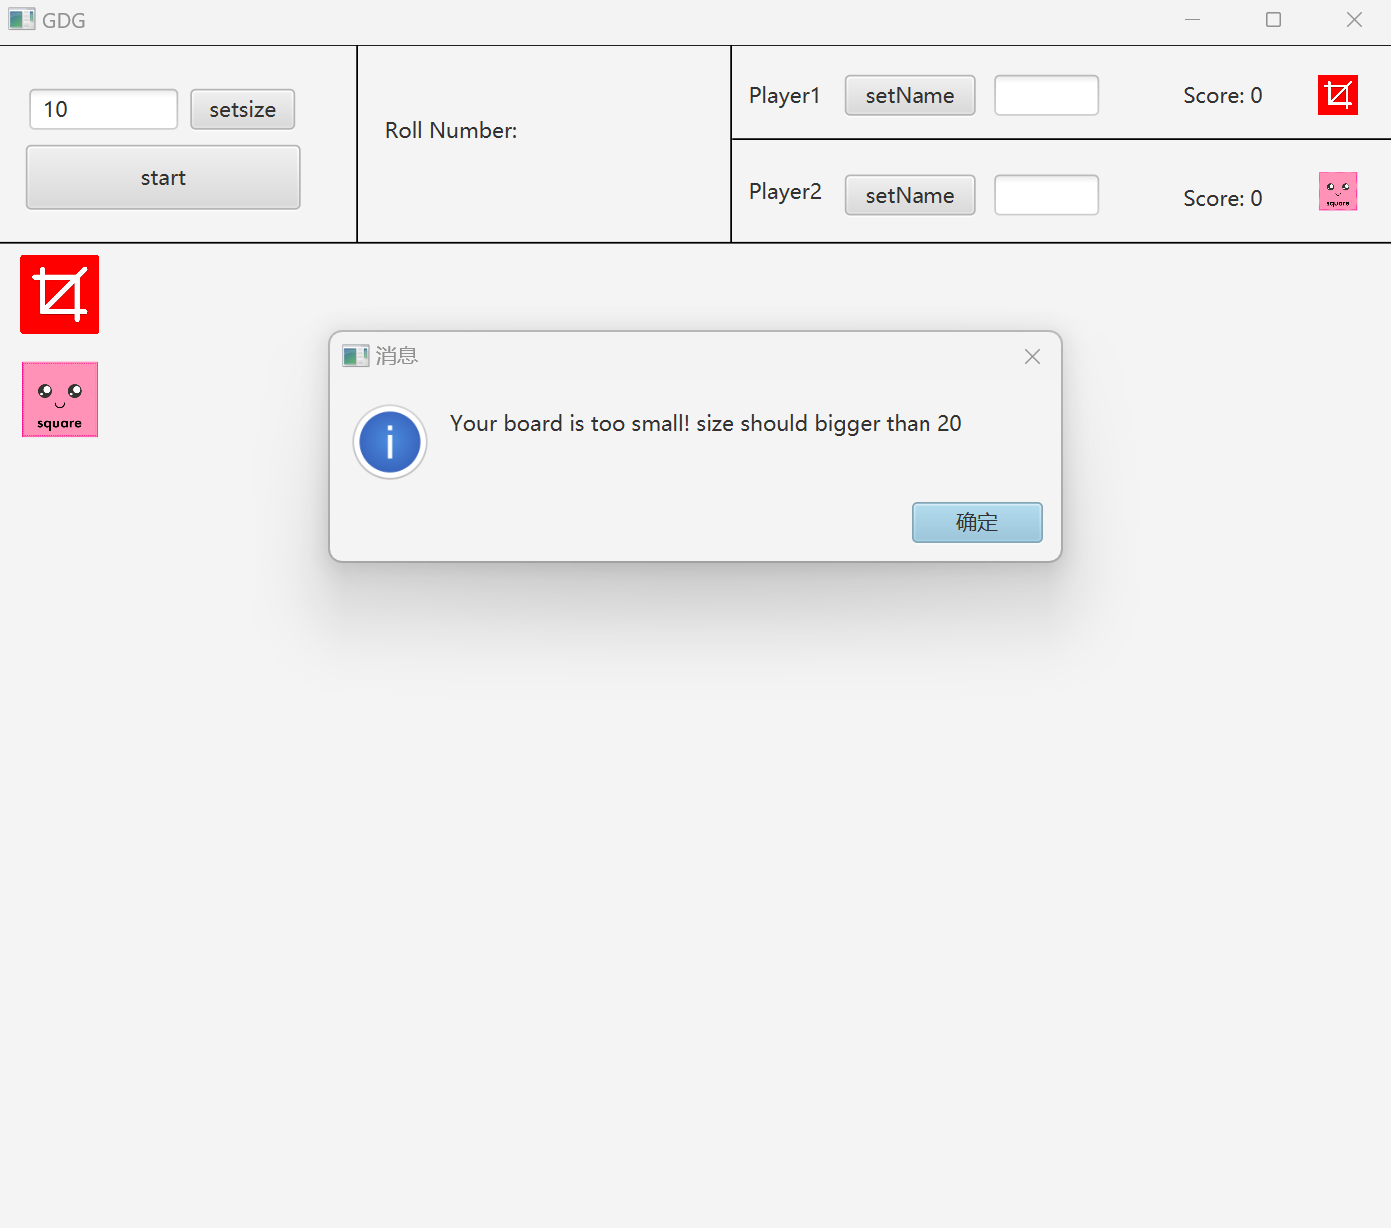 GDG
10
setsize
start
Roll Number:
Player1
setName
Score: 0
Player2
setName
Score: 0
square
square
消息
Your board is too small! size should bigger than 20
确定